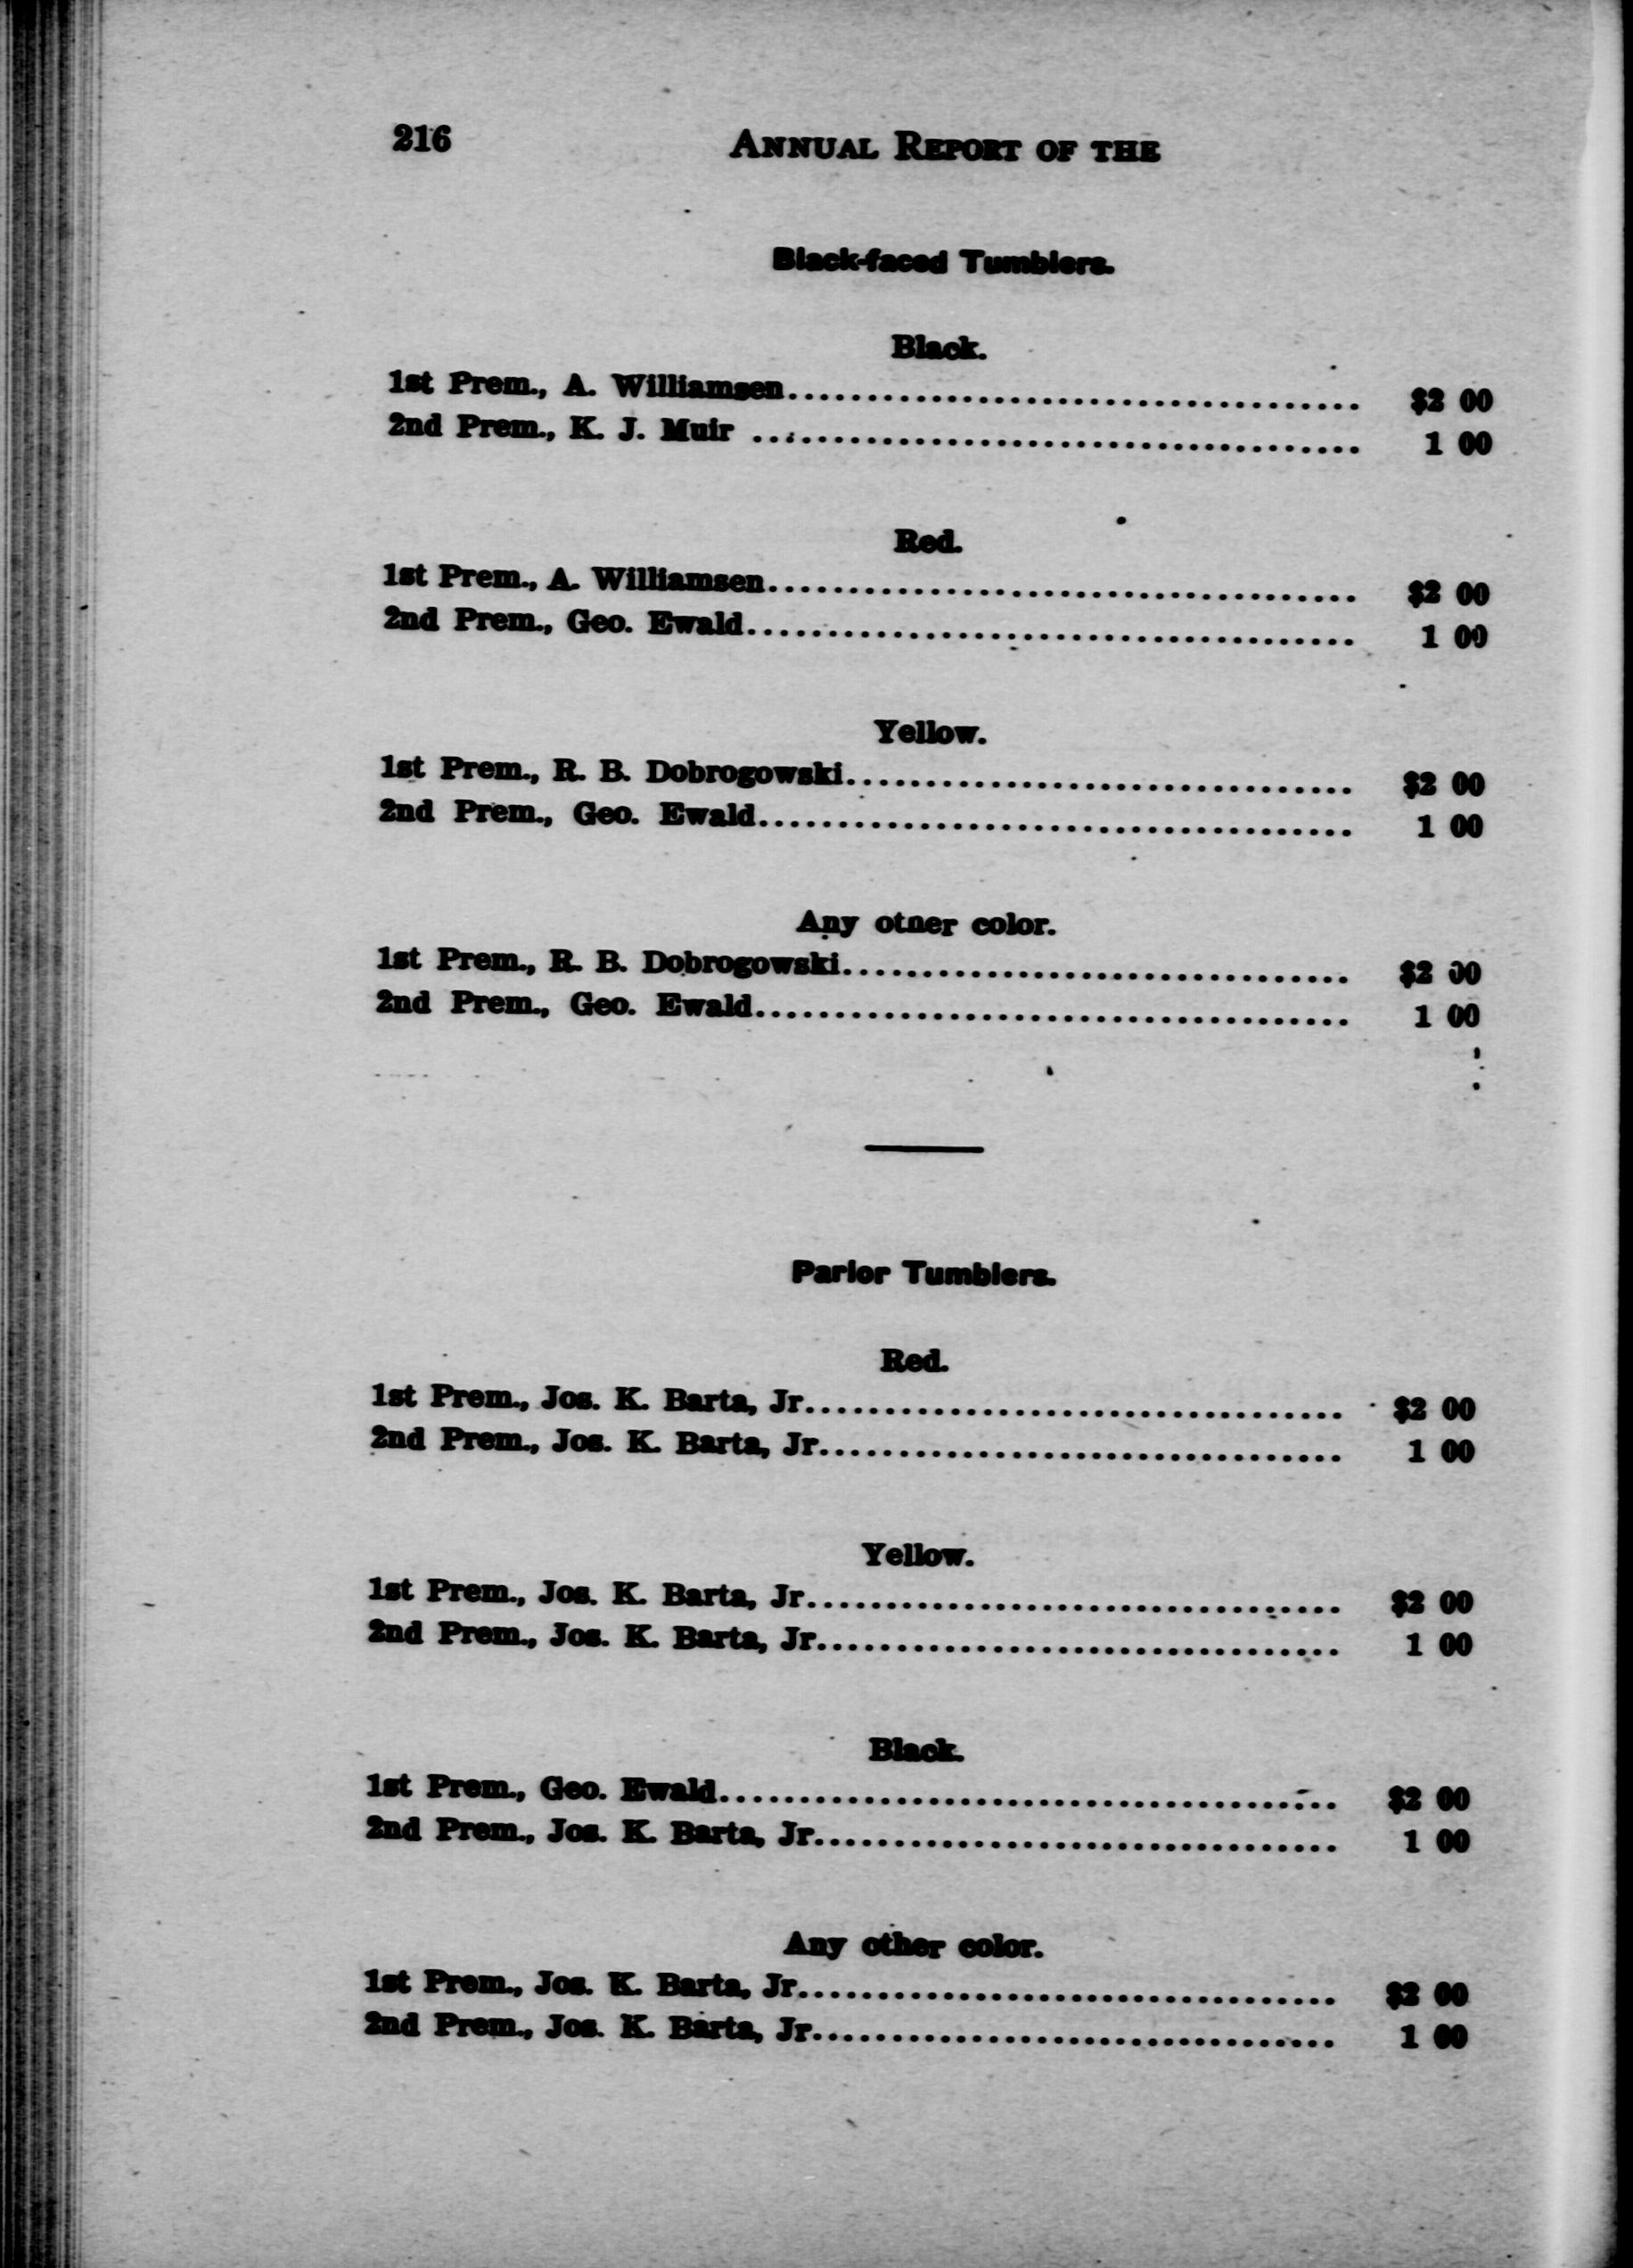 216 ANNUAL REPORT OF THE
Black-faced Tumblers.
Black.
1st Prem., A. Williamsen.................................... $2 00
2nd Prem., K. J. Muir ...................................... 1 00
Red.
1st Prem., A. Williamsen.................................... $2 00
2nd Prem., Geo. Ewald...................................... 1 00
Yellow.
1st Prem., R. B. Dobrogowski................................ $2 00
2nd Prem., Geo. Ewald...................................... 1 00
Any otner color.
1st Prem., R. B. Dobrogowski................................ $2 00
2nd Prem., Geo. Ewald...................................... 1 00
Parlor Tumblers.
Red.
1st Prem., Jos. K. Barta, Jr.................................. $2 00
2nd Prem., Jos. K. Barta, Jr................................. 1 00
Yellow.
1st Prem., Jos. K. Barta, Jr.................................. $2 00
2nd Prem., Jos. K. Barta, Jr................................. 1 00
Black.
1st Prem., Geo. Ewald....................................... $2 00
2nd Prem., Jos. K. Barta, Jr................................. 1 00
Any other color.
1st Prem., Jos. K. Barta, Jr.................................. $2 00
2nd Prem., Jos. K. Barta, Jr................................. 1 00